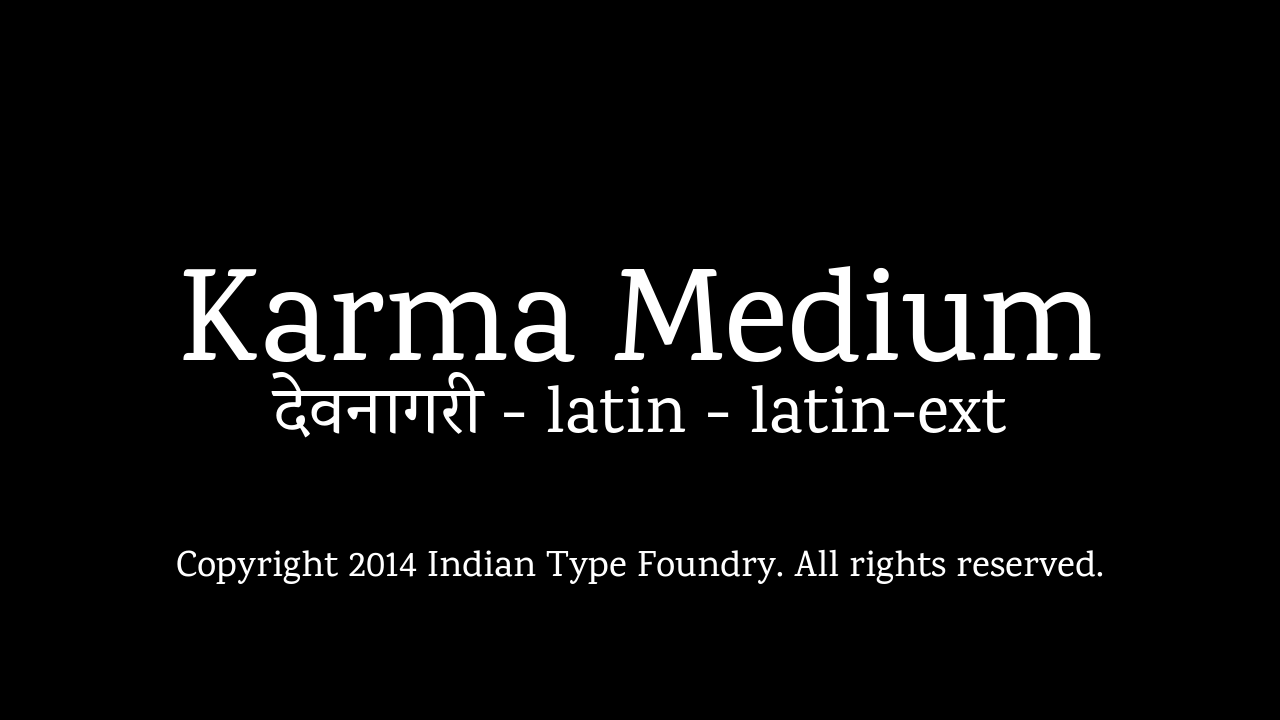 Karma Medium
देवनागरी - latin - latin-ext
Copyright 2014 Indian Type Foundry. All rights reserved.